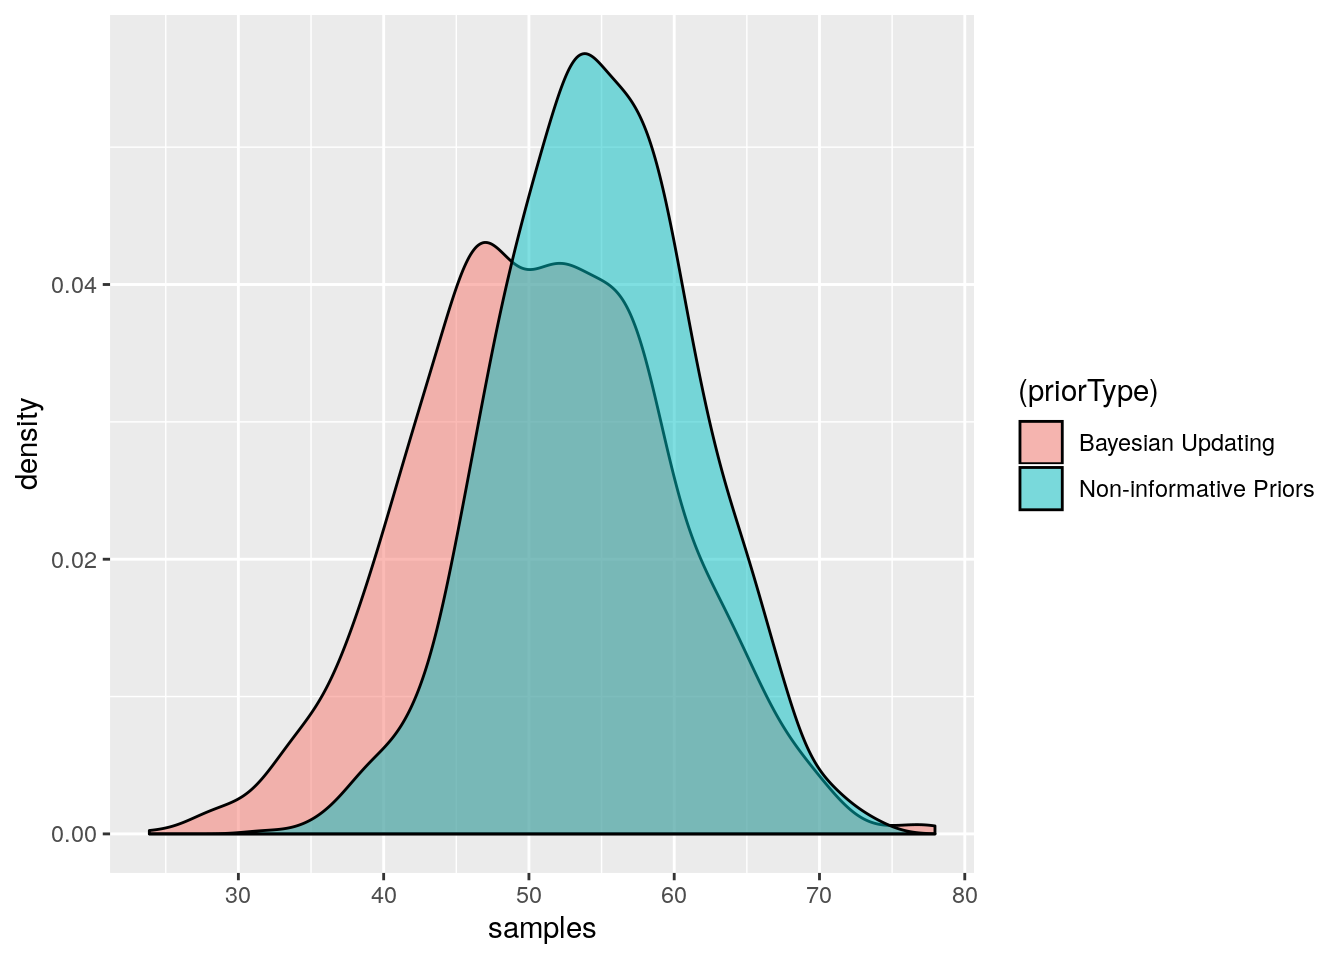 density
0.04
0.02
0.00
30 40 50 60 70 80
samples
(priorType)
Bayesian Updating
Non-informative Priors